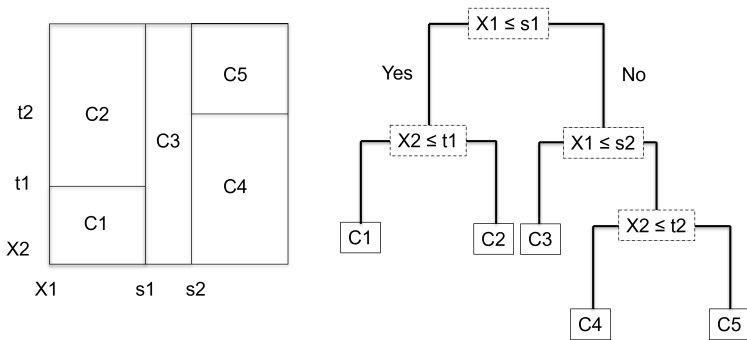 C5
t2
C2
C3
t1
C4
C1
X2
X1
s1
s2
X1 ≤ s1
Yes
No
X2 ≤ t1
X1 ≤ s2
C1
C2
C3
X2 ≤ t2
C4
C5